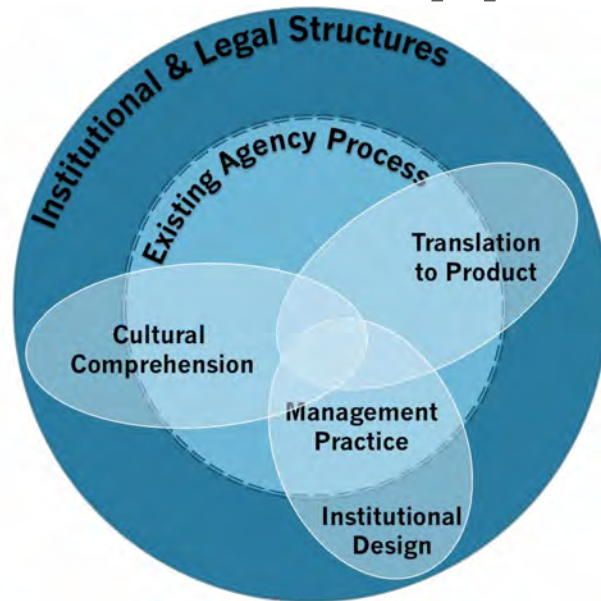 Institutional & Legal Structures
Existing Agency Process
Translation
to Product
Cultural
Comprehension
Management
Practice
Institutional
Design